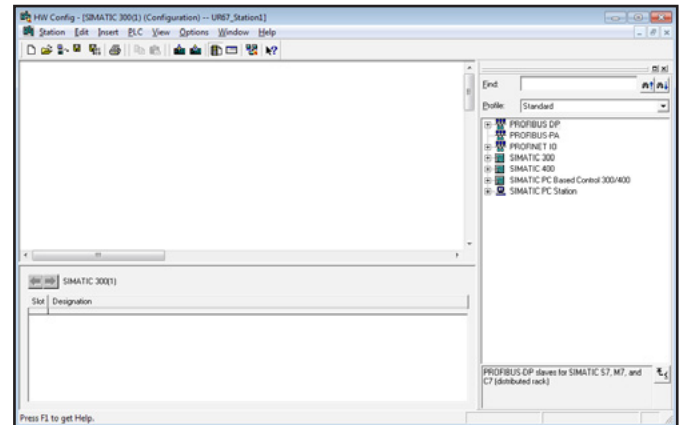 HW Config - [SIMATIC 300(1) (Configuration) -- UR67_Station1]
Station Edit Insert PLC View Options Window Help
Find:
Profile: Standard
PROFIBUS DP
PROFIBUS-PA
PROFINET IO
SIMATIC 300
SIMATIC 400
SIMATIC PC Based Control 300/400
SIMATIC PC Station
SIMATIC 300(1)
Slot Designation
PROFIBUS-DP slaves for SIMATIC S7, M7, and
C7 (distributed rack)
Press F1 to get Help.